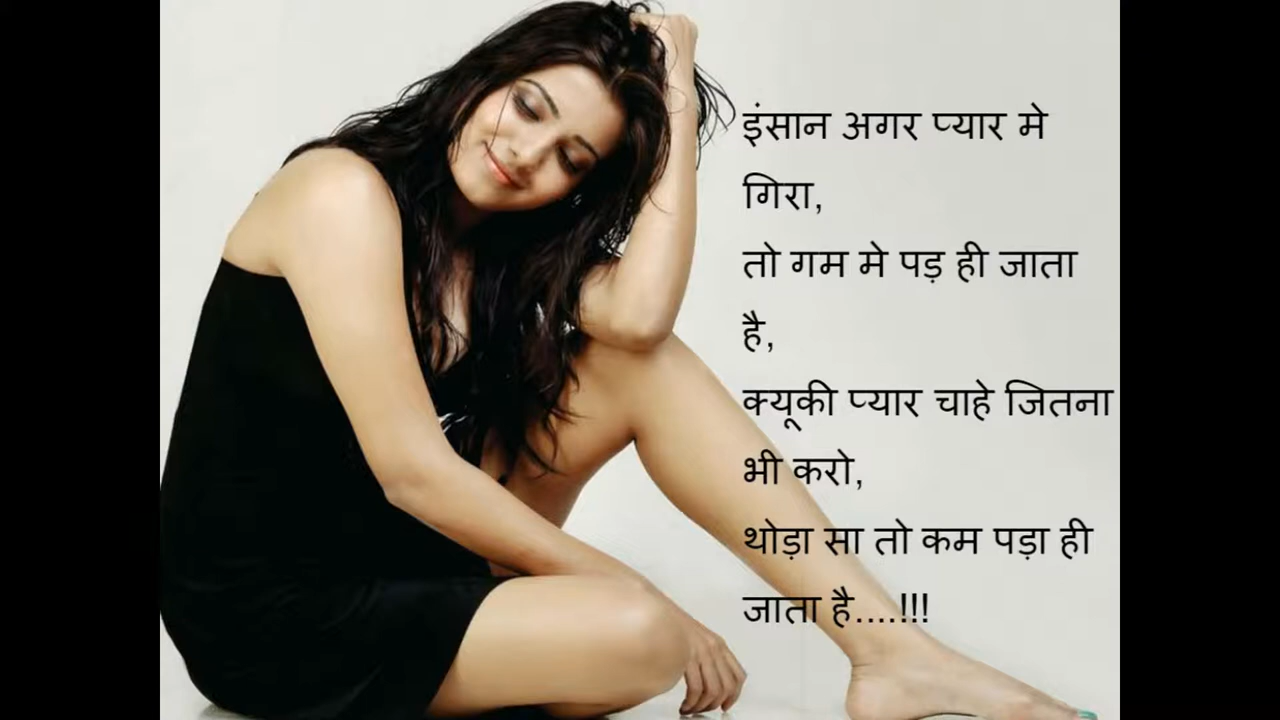 इंसान अगर प्यार मे
गिरा,
तो गम मे पड़ ही जाता
है,
क्यूकी प्यार चाहे जितना
भी करो,
थोड़ा सा तो कम पड़ा ही
जाता है....!!!